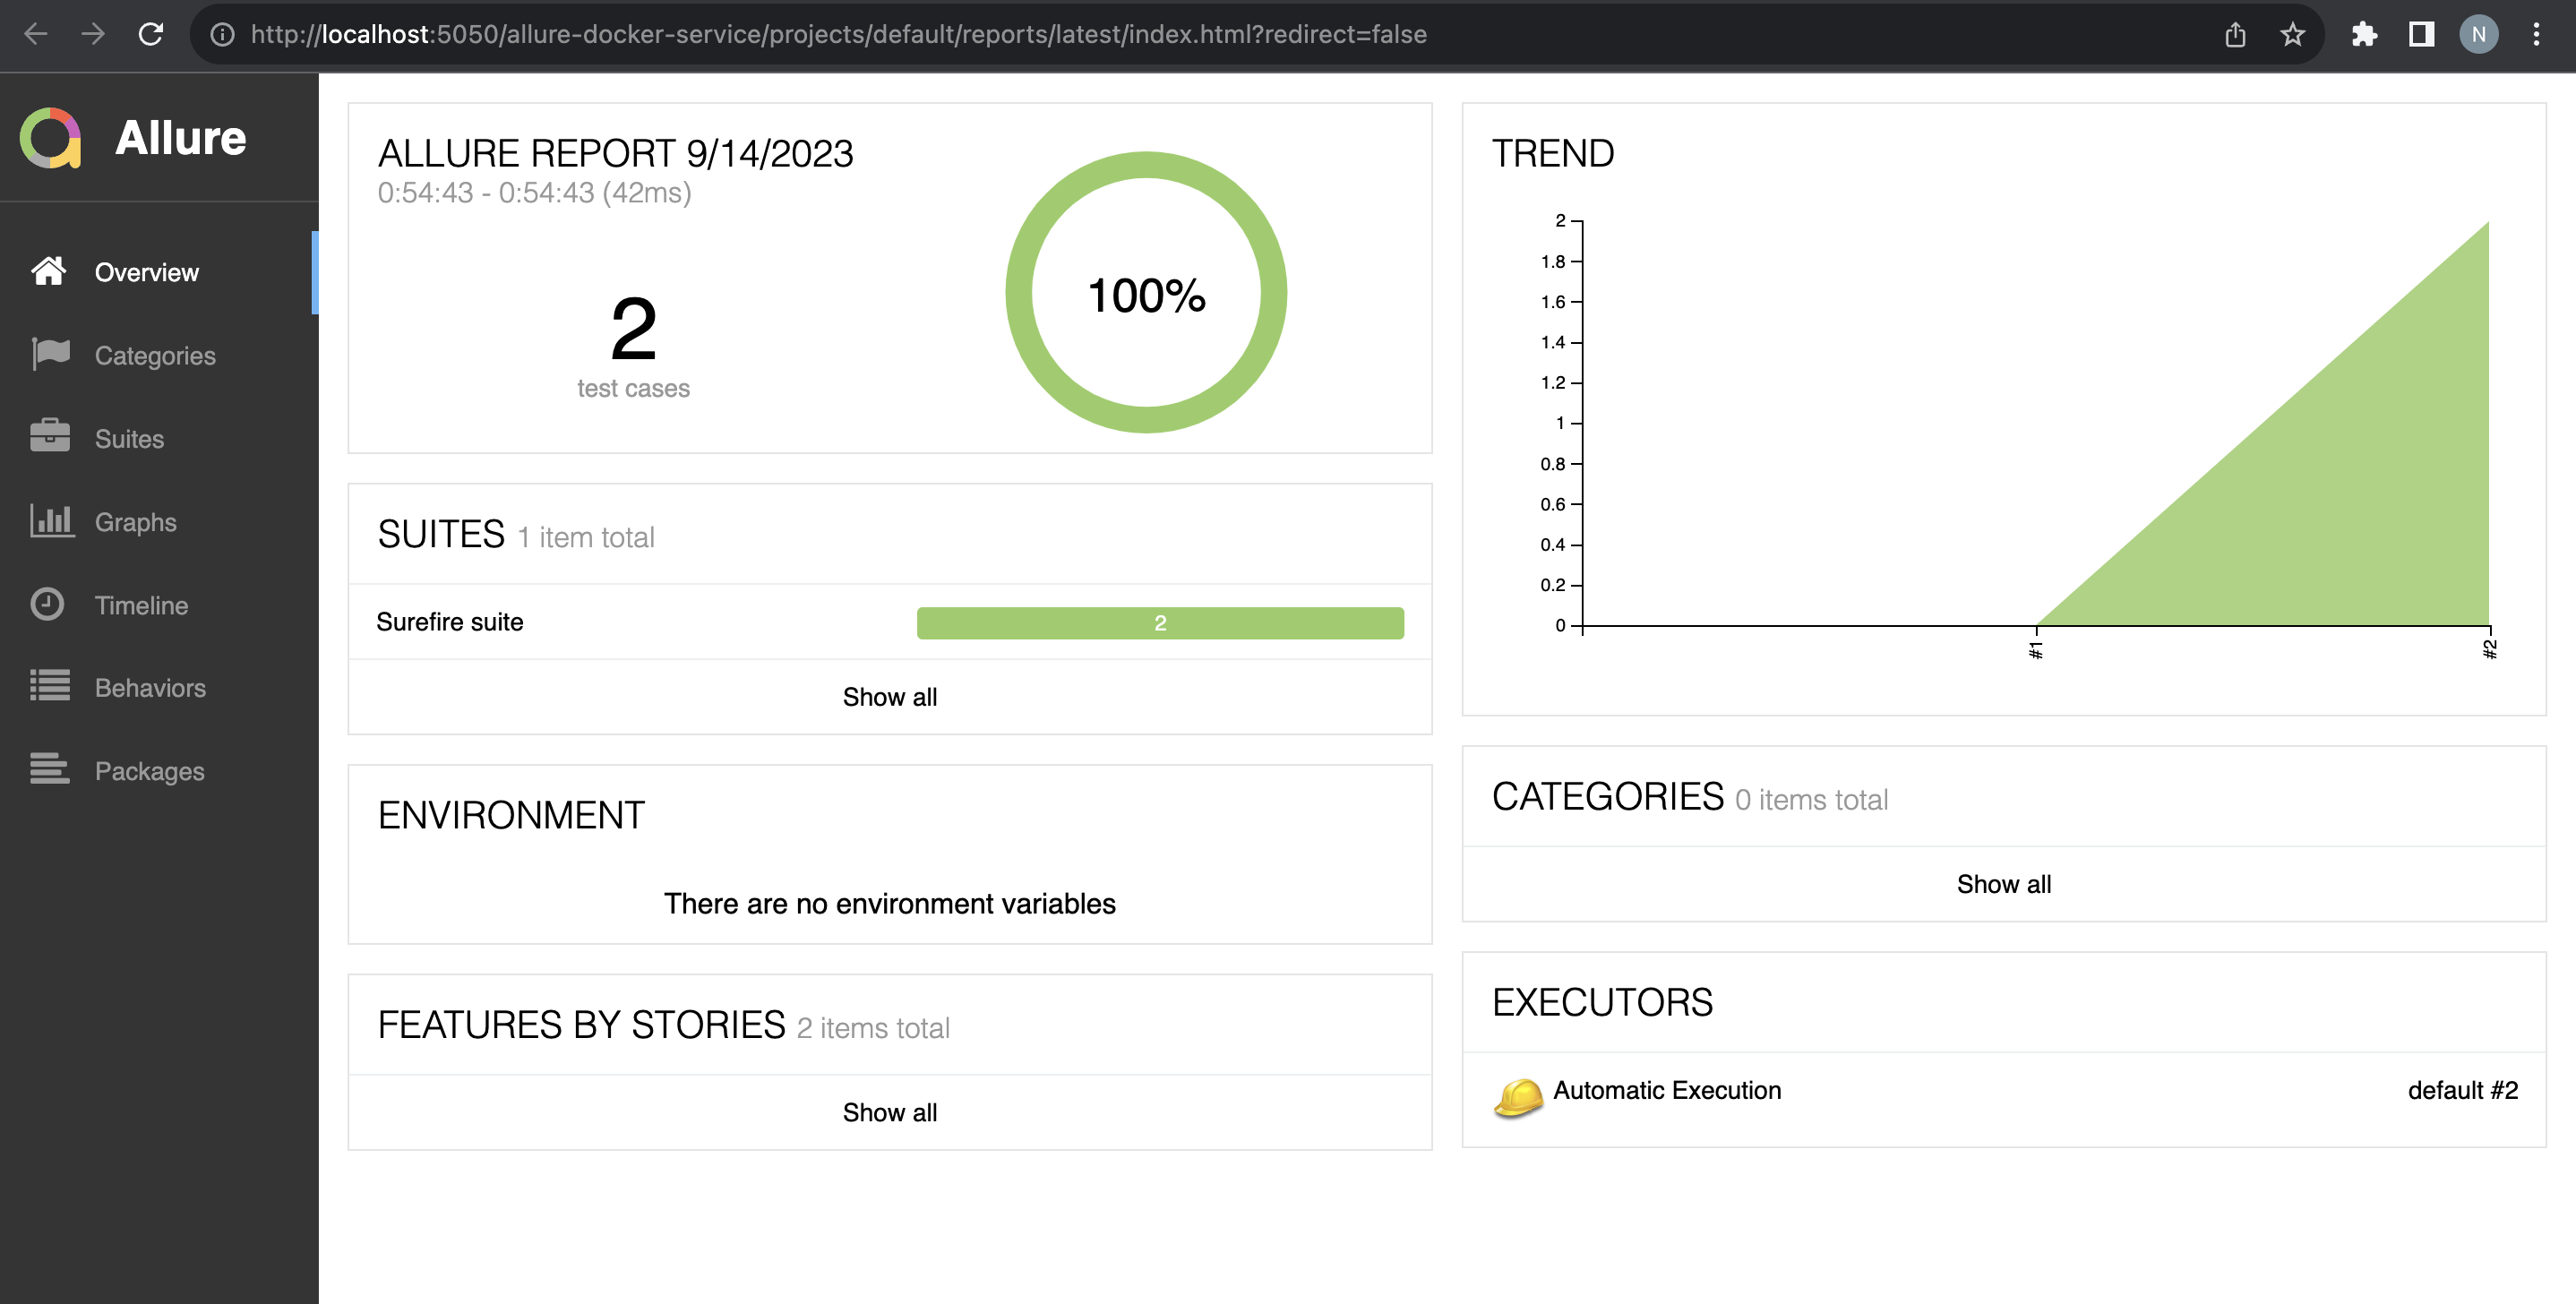 http://localhost:5050/allure-docker-service/projects/default/reports/latest/index.html?redirect=false
N
Allure
Overview
Categories
Suites
Graphs
Timeline
Behaviors
Packages
ALLURE REPORT 9/14/2023
0:54:43 - 0:54:43 (42ms)
2
test cases
100%
SUITES 1 item total
Surefire suite 2
Show all
ENVIRONMENT
There are no environment variables
FEATURES BY STORIES 2 items total
Show all
TREND
2
1.8
1.6
1.4
1.2
1
0.8
0.6
0.4
0.2
0
#1
#2
CATEGORIES 0 items total
Show all
EXECUTORS
Automatic Execution default #2